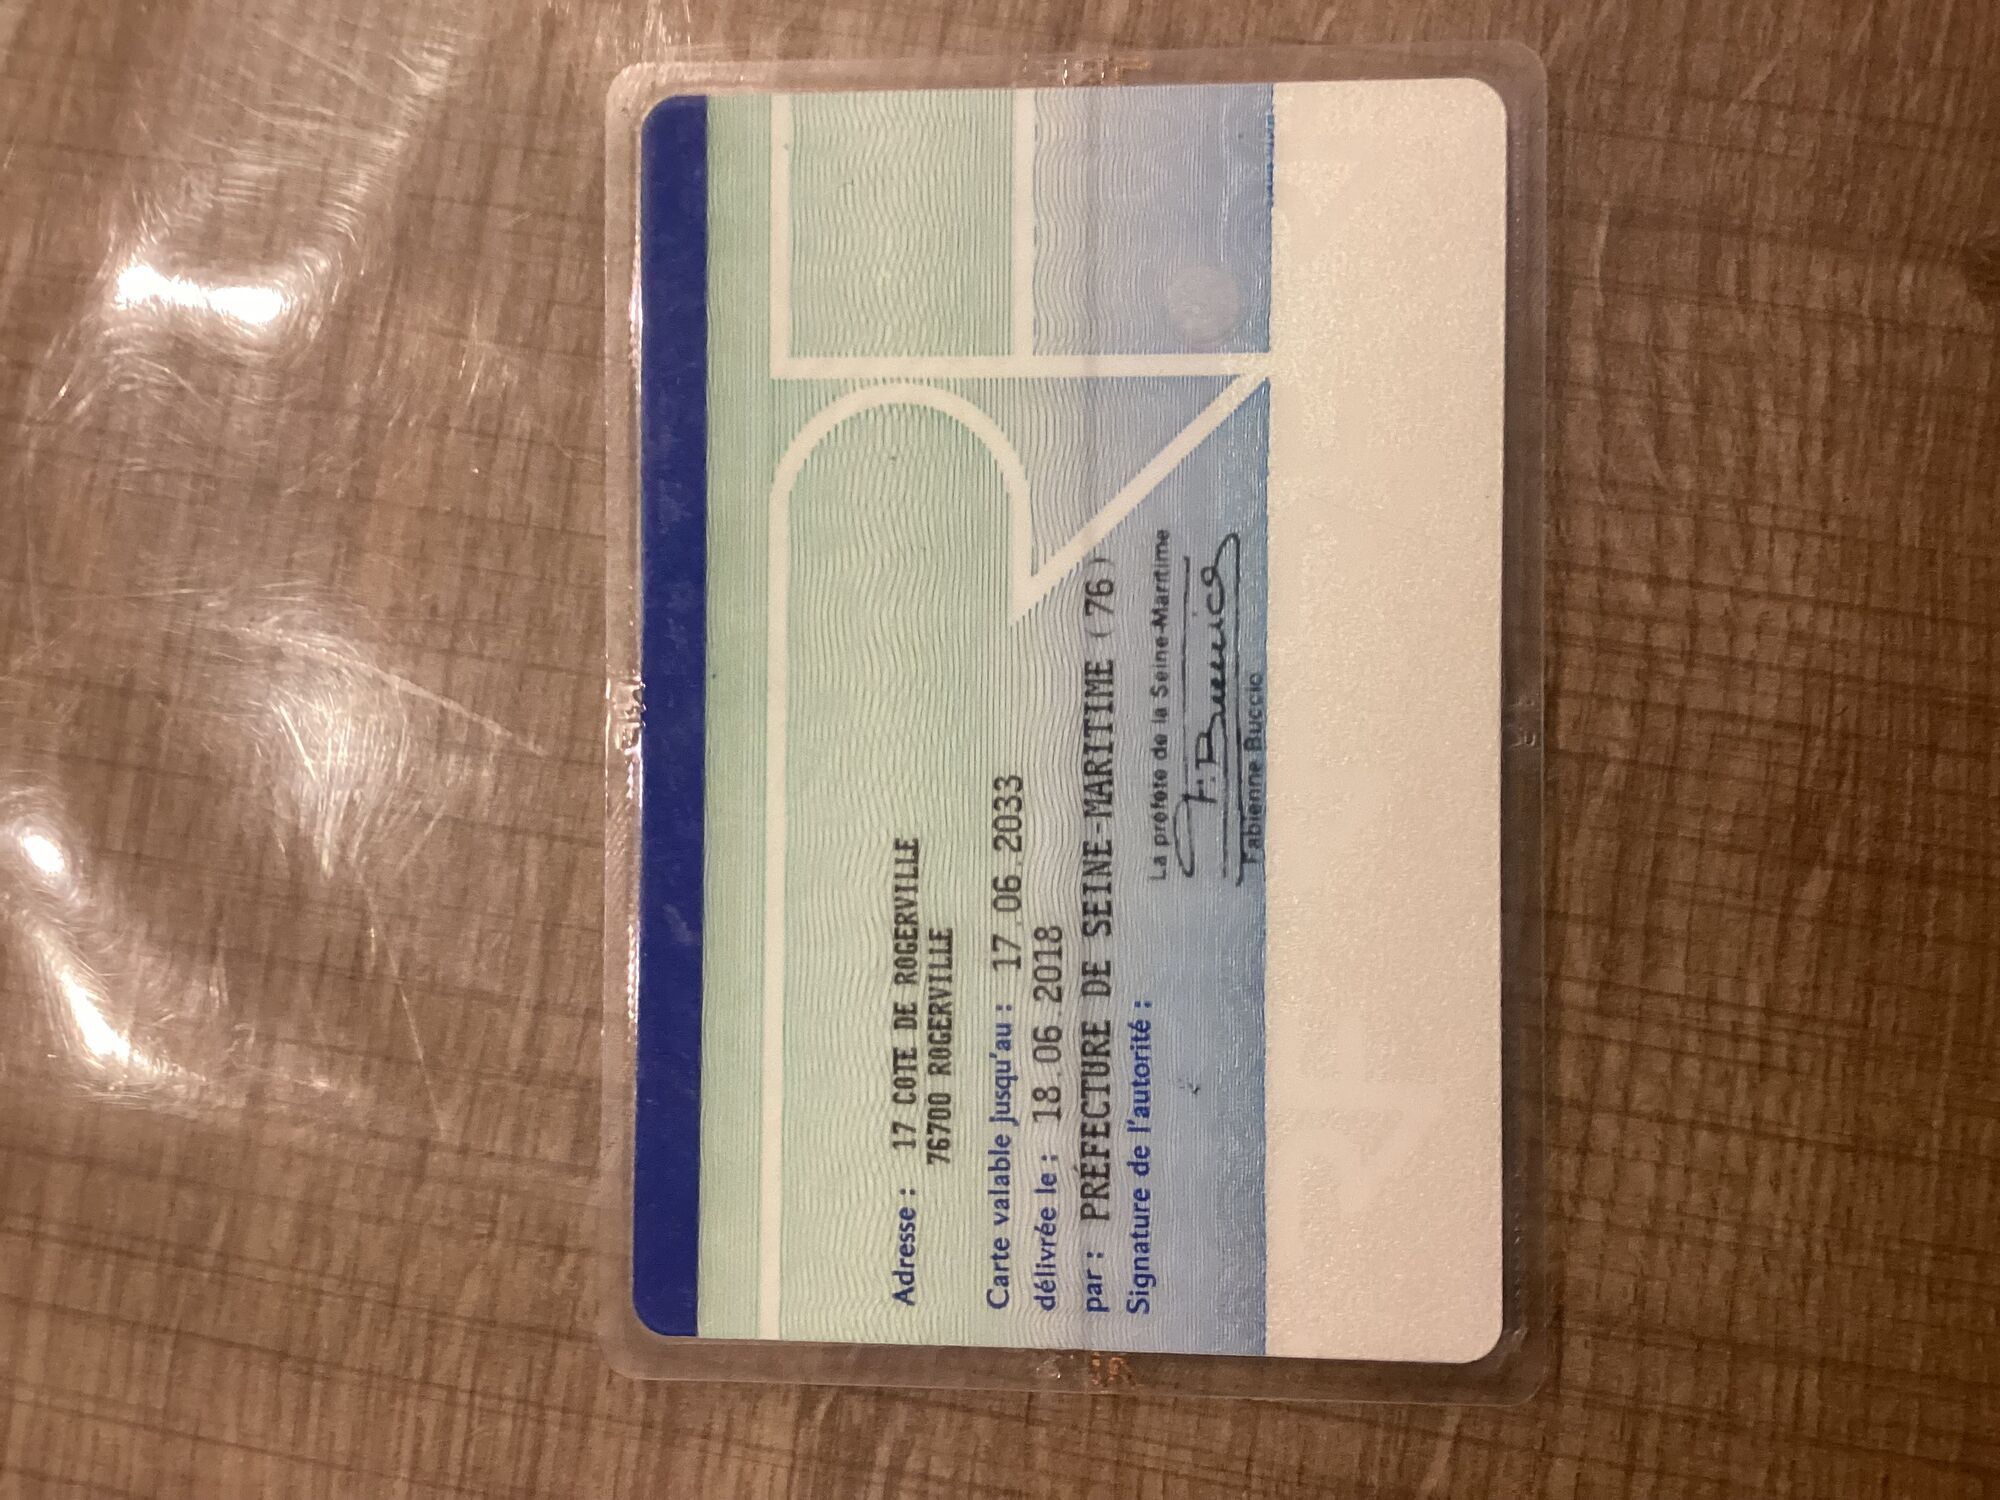 Adresse : 17 COTE DE ROGERVILLE
76700 ROGERVILLE
Carte valable jusqu'au : 17.06.2033
délivrée le : 18.06.2018
par : PRÉFECTURE DE SEINE-MARITIME (76)
Signature de l'autorité :
La préfète de la Seine-Maritime
F. Buccio
Fabienne Buccio